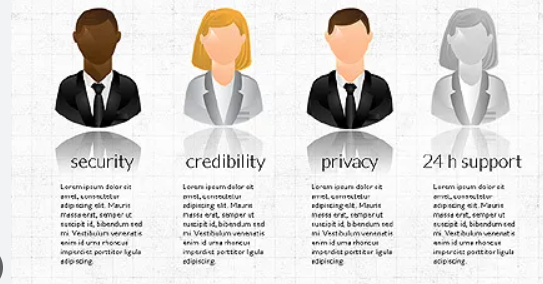 security
Lorem ipsum dolor sit
amet, consectetur
adipiscing elit. Mauris
massa erat, semper ut
suscipit id, bibendum sed
mi. Vestibulum venenatis
enim id urna rhoncus
imperdiet porttitor ligula
adipiscing.
credibility
Lorem ipsum dolor sit
amet, consectetur
adipiscing elit. Mauris
massa erat, semper ut
suscipit id, bibendum sed
mi. Vestibulum venenatis
enim id urna rhoncus
imperdiet porttitor ligula
adipiscing.
privacy
Lorem ipsum dolor sit
amet, consectetur
adipiscing elit. Mauris
massa erat, semper ut
suscipit id, bibendum sed
mi. Vestibulum venenatis
enim id urna rhoncus
imperdiet porttitor ligula
adipiscing.
24 h support
Lorem ipsum dolor sit
amet, consectetur
adipiscing elit. Mauris
massa erat, semper ut
suscipit id, bibendum sed
mi. Vestibulum venenatis
enim id urna rhoncus
imperdiet porttitor ligula
adipiscing.